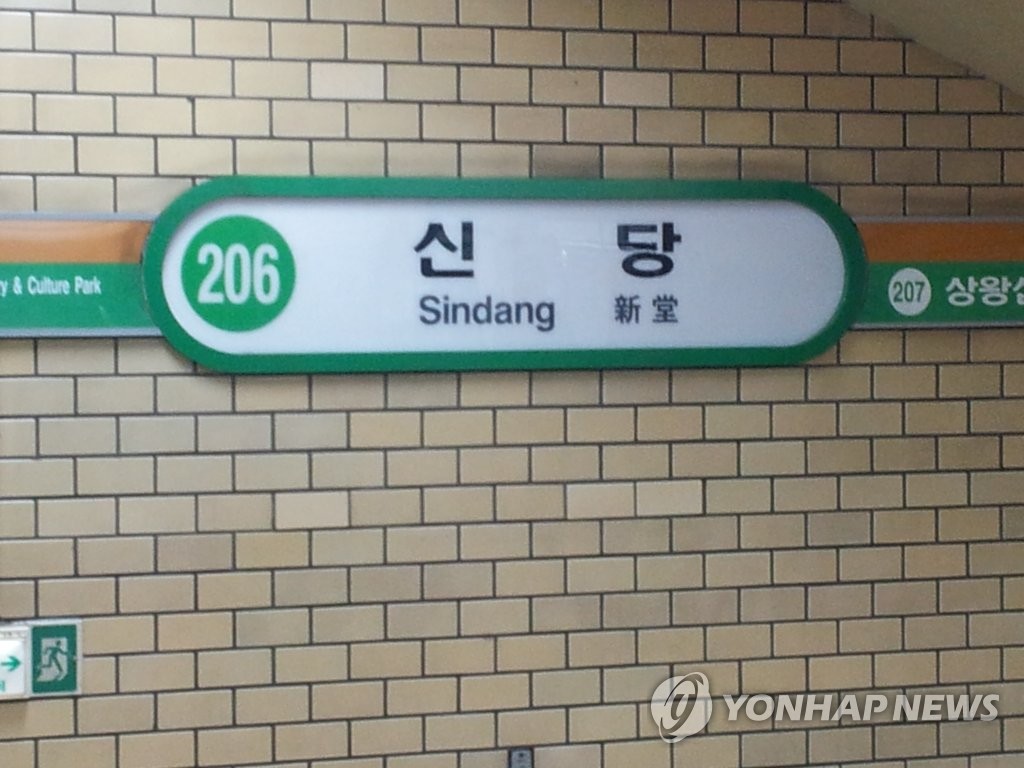 206
신 당
Sindang 新堂
& Culture Park
207
YONHAP NEWS